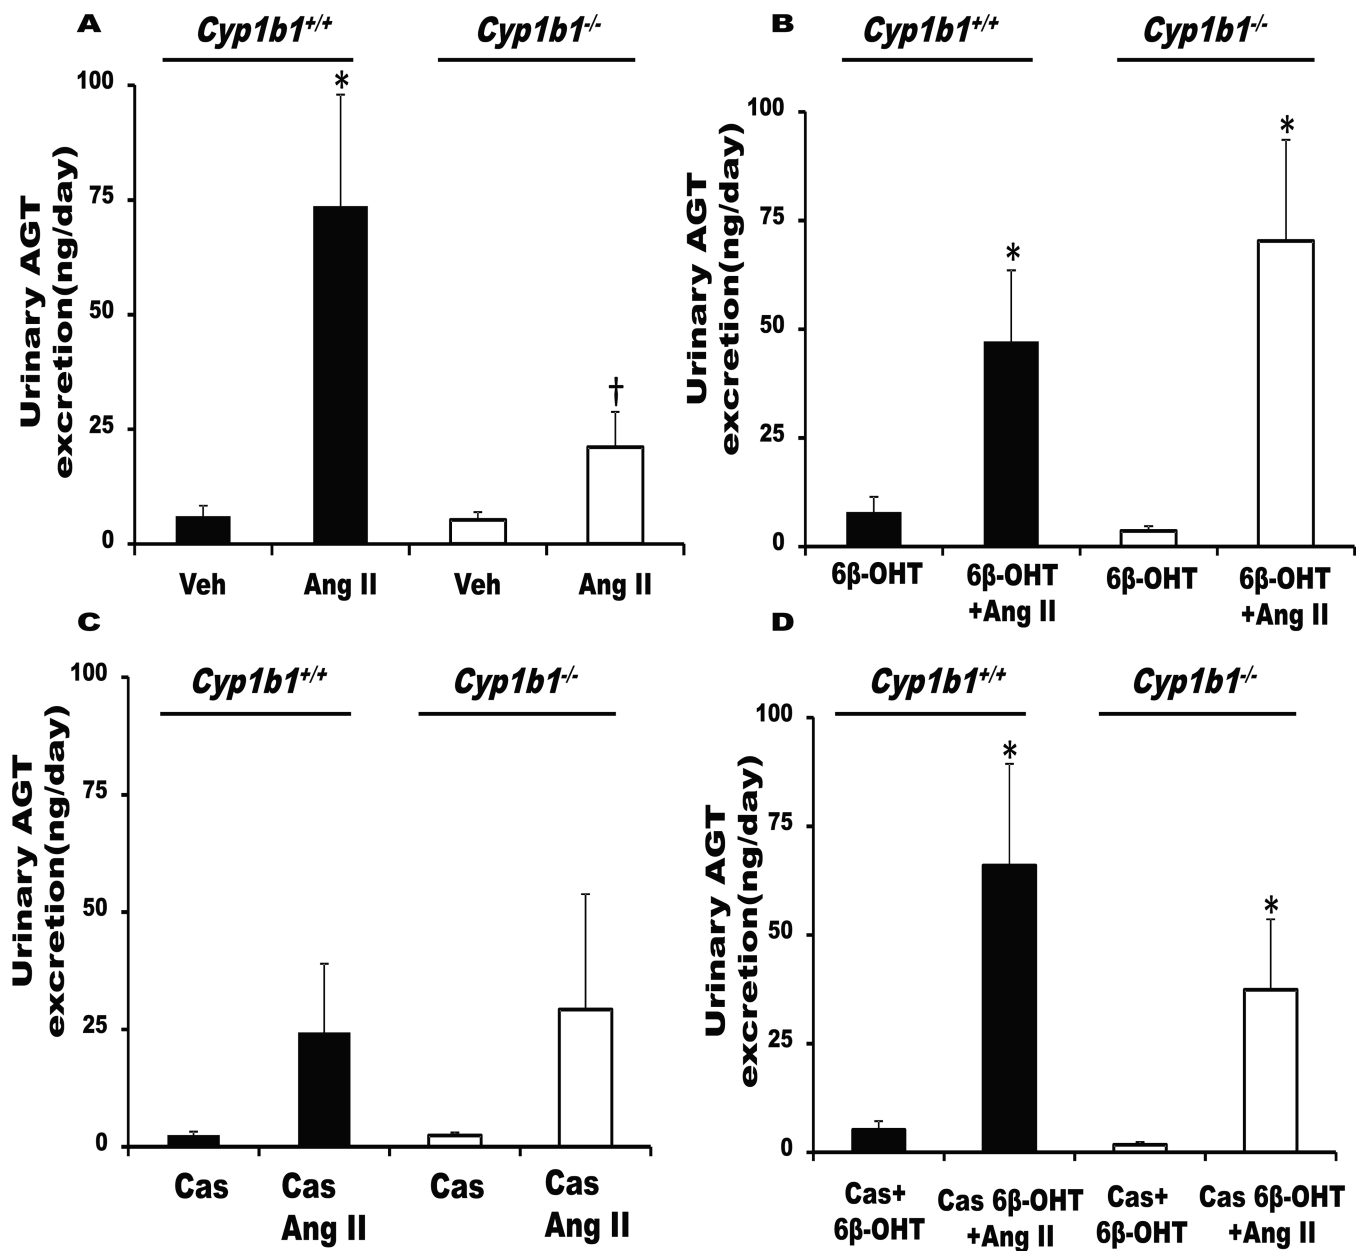 A
Cyp1b1+/+
Cyp1b1-/-
Urinary AGT
excretion(ng/day)
100
75
50
25
0
*
†
Veh
Ang II
Veh
Ang II
B
Cyp1b1+/+
Cyp1b1-/-
Urinary AGT
excretion(ng/day)
100
75
50
25
0
*
*
6β-OHT
6β-OHT
+Ang II
6β-OHT
6β-OHT
+Ang II
C
Cyp1b1+/+
Cyp1b1-/-
Urinary AGT
excretion(ng/day)
100
75
50
25
0
Cas
Cas
Ang II
Cas
Cas
Ang II
D
Cyp1b1+/+
Cyp1b1-/-
Urinary AGT
excretion(ng/day)
100
75
50
25
0
*
*
Cas+
6β-OHT
Cas 6β-OHT
+Ang II
Cas+
6β-OHT
Cas 6β-OHT
+Ang II